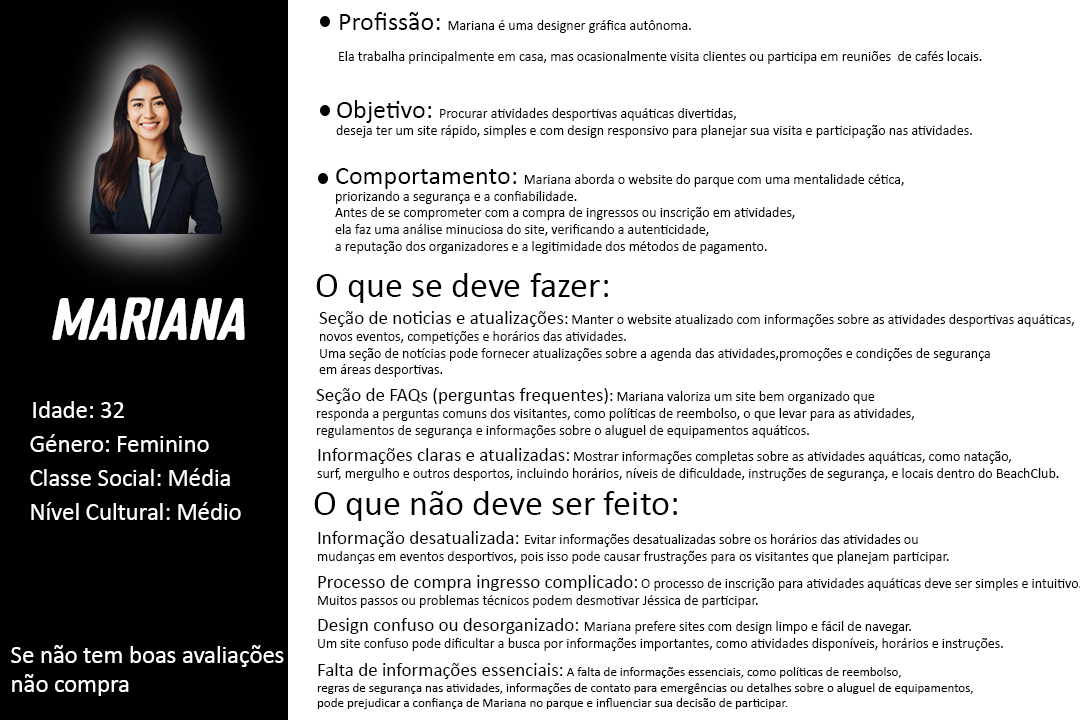 MARIANA
Idade: 32
Género: Feminino
Classe Social: Média
Nível Cultural: Médio
Se não tem boas avaliações
não compra
• Profissão: Mariana é uma designer gráfica autônoma.
Ela trabalha principalmente em casa, mas ocasionalmente visita clientes ou participa em reuniões de cafés locais.
• Objetivo: Procurar atividades desportivas aquáticas divertidas,
deseja ter um site rápido, simples e com design responsivo para planejar sua visita e participação nas atividades.
• Comportamento: Mariana aborda o website do parque com uma mentalidade cética,
priorizando a segurança e a confiabilidade.
Antes de se comprometer com a compra de ingressos ou inscrição em atividades,
ela faz uma análise minuciosa do site, verificando a autenticidade,
a reputação dos organizadores e a legitimidade dos métodos de pagamento.
O que se deve fazer:
Seção de noticias e atualizações: Manter o website atualizado com informações sobre as atividades desportivas aquáticas,
novos eventos, competições e horários das atividades.
Uma seção de notícias pode fornecer atualizações sobre a agenda das atividades,promoções e condições de segurança
em áreas desportivas.
Seção de FAQs (perguntas frequentes): Mariana valoriza um site bem organizado que
responda a perguntas comuns dos visitantes, como políticas de reembolso, o que levar para as atividades,
regulamentos de segurança e informações sobre o aluguel de equipamentos aquáticos.
Informações claras e atualizadas: Mostrar informações completas sobre as atividades aquáticas, como natação,
surf, mergulho e outros desportos, incluindo horários, níveis de dificuldade, instruções de segurança, e locais dentro do BeachClub.
O que não deve ser feito:
Informação desatualizada: Evitar informações desatualizadas sobre os horários das atividades ou
mudanças em eventos desportivos, pois isso pode causar frustrações para os visitantes que planejam participar.
Processo de compra ingresso complicado: O processo de inscrição para atividades aquáticas deve ser simples e intuitivo.
Muitos passos ou problemas técnicos podem desmotivar Jéssica de participar.
Design confuso ou desorganizado: Mariana prefere sites com design limpo e fácil de navegar.
Um site confuso pode dificultar a busca por informações importantes, como atividades disponíveis, horários e instruções.
Falta de informações essenciais: A falta de informações essenciais, como políticas de reembolso,
regras de segurança nas atividades, informações de contato para emergências ou detalhes sobre o aluguel de equipamentos,
pode prejudicar a confiança de Mariana no parque e influenciar sua decisão de participar.